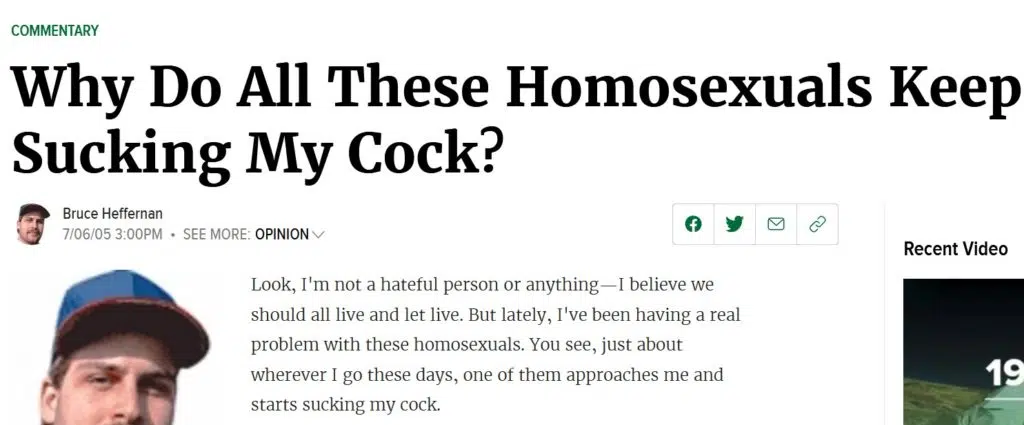 COMMENTARY
Why Do All These Homosexuals Keep
Sucking My Cock?
Bruce Heffernan
7/06/05 3:00PM • SEE MORE: OPINION
Look, I'm not a hateful person or anything—I believe we
should all live and let live. But lately, I've been having a real
problem with these homosexuals. You see, just about
wherever I go these days, one of them approaches me and
starts sucking my cock.
Recent Video
19